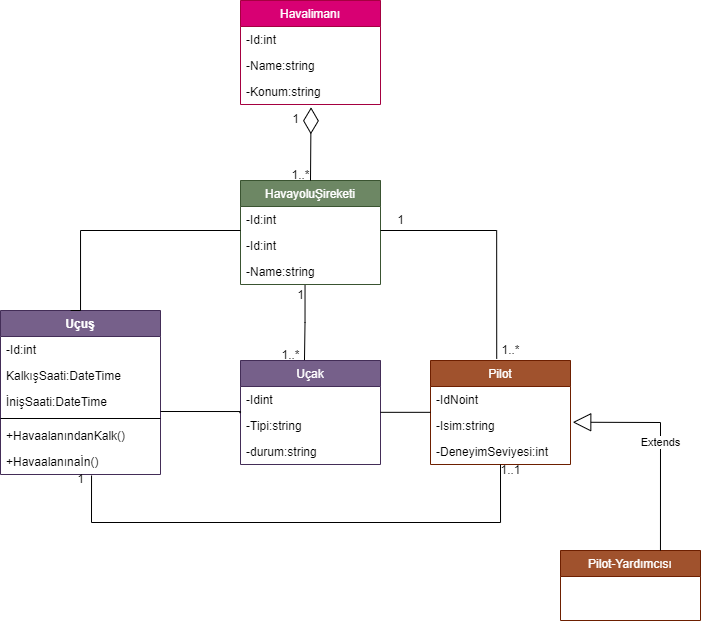 Havalimanı
-Id:int
-Name:string
-Konum:string
1
1..*
HavayoluŞireketi
-Id:int
-Id:int
-Name:string
1
1
1..*
1..*
Uçuş
-Id:int
KalkışSaati:DateTime
İnişSaati:DateTime
+HavaalanındanKalk()
+Havaalanınaİn()
1
Uçak
-Idint
-Tipi:string
-durum:string
Pilot
-IdNoint
-Isim:string
-DeneyimSeviyesi:int
1..1
Extends
Pilot-Yardımcısı